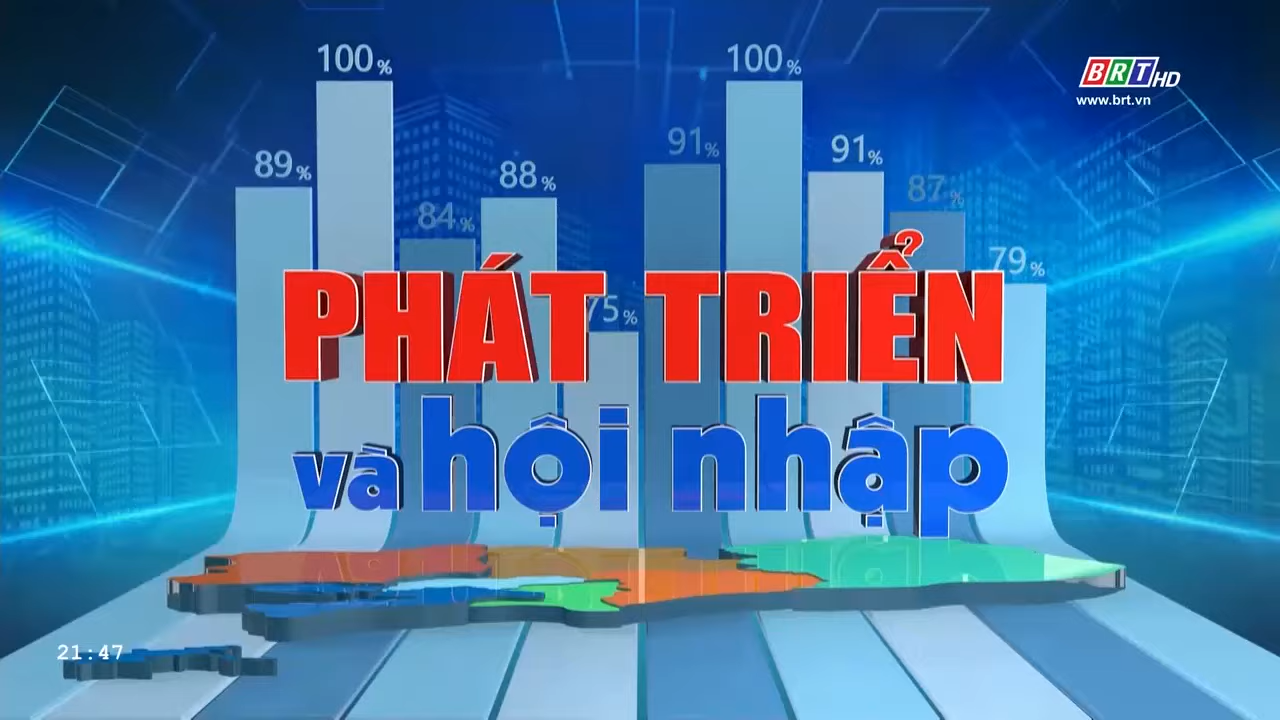 100%
100%
BRT HD
www.brt.vn
91%
91%
89%
88%
87%
84%
79%
75%
PHÁT TRIỂN
và hội nhập
21:47